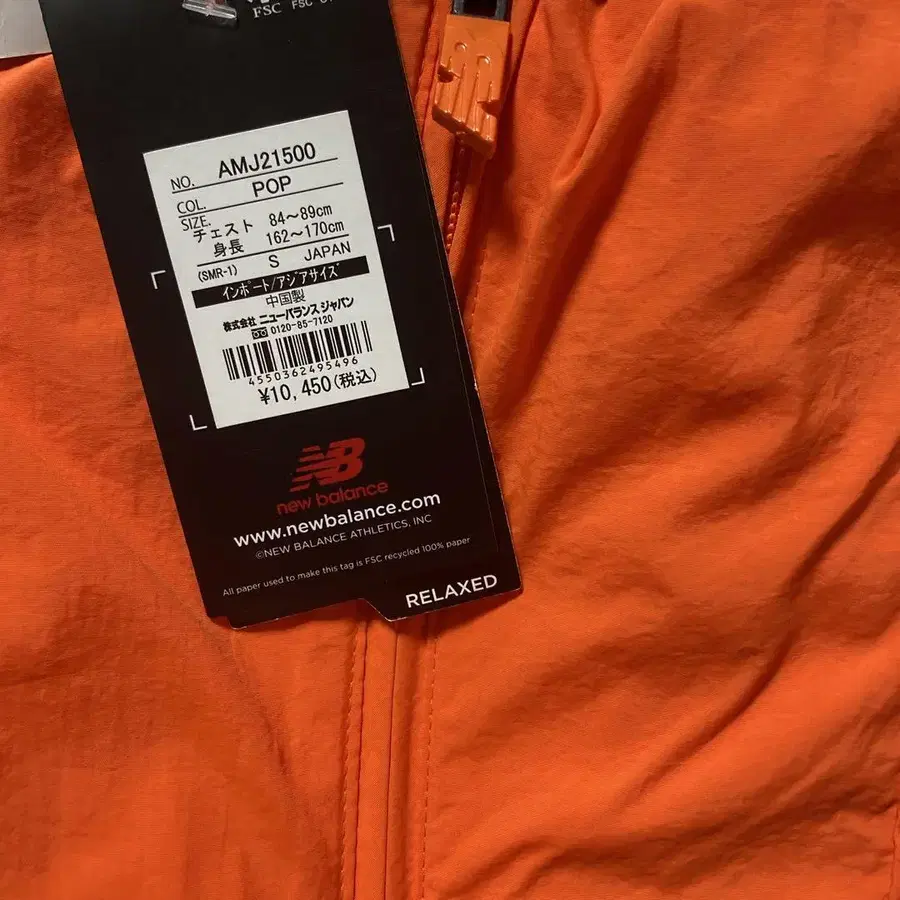 FSC
NO. AMJ21500
COL. POP
SIZE. チェスト 84～89cm
身長 162～170cm
(SMR-1) S JAPAN
インポート/アジアサイズ
中国製
株式会社 ニューバランス ジャパン
0120-85-7120
4550362495496
¥10,450(税込)
NB
new balance
www.newbalance.com
©NEW BALANCE ATHLETICS, INC
All paper used to make this tag is FSC recycled 100% paper
RELAXED